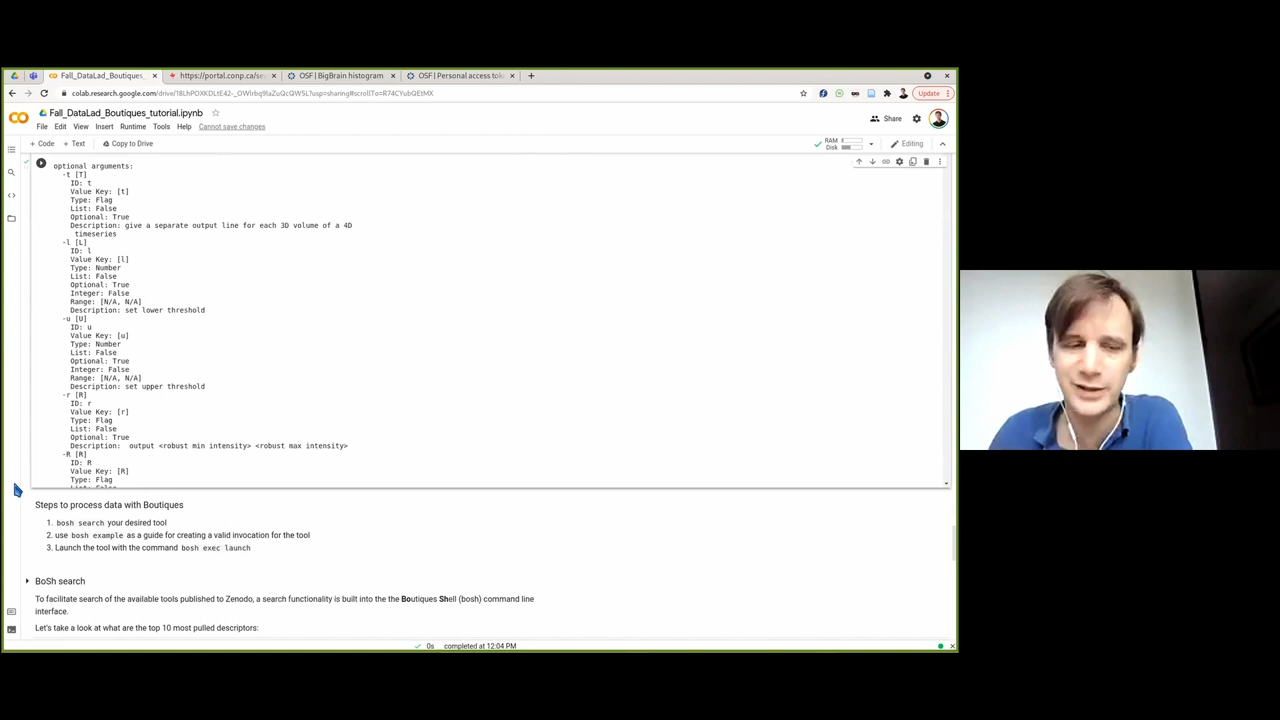 Fall_DataLad_Boutiques_
https://portal.conp.ca/se
OSF | BigBrain histogram
OSF | Personal access tok
colab.research.google.com/drive/
Update
Fall_DataLad_Boutiques_tutorial.ipynb
File Edit View Insert Runtime Tools Help Cannot save changes
Share
+ Code + Text Copy to Drive
RAM
Disk
Editing
optional arguments:
-t [T]
ID: t
Value Key: [t]
Type: Flag
List: False
Optional: True
Description: give a separate output line for each 3D volume of a 4D
timeseries
-l [L]
ID: l
Value Key: [l]
Type: Number
List: False
Optional: True
Integer: False
Range: [N/A, N/A]
Description: set lower threshold
-u [U]
ID: u
Value Key: [u]
Type: Number
List: False
Optional: True
Integer: False
Range: [N/A, N/A]
Description: set upper threshold
-r [R]
ID: r
Value Key: [r]
Type: Flag
List: False
Optional: True
Description: output <robust min intensity> <robust max intensity>
-R [R]
ID: R
Value Key: [R]
Type: Flag
List: False
Steps to process data with Boutiques
1. bosh search your desired tool
2. use bosh example as a guide for creating a valid invocation for the tool
3. Launch the tool with the command bosh exec launch
BoSh search
To facilitate search of the available tools published to Zenodo, a search functionality is built into the the Boutiques Shell (bosh) command line
interface.
Let's take a look at what are the top 10 most pulled descriptors:
0s completed at 12:04 PM